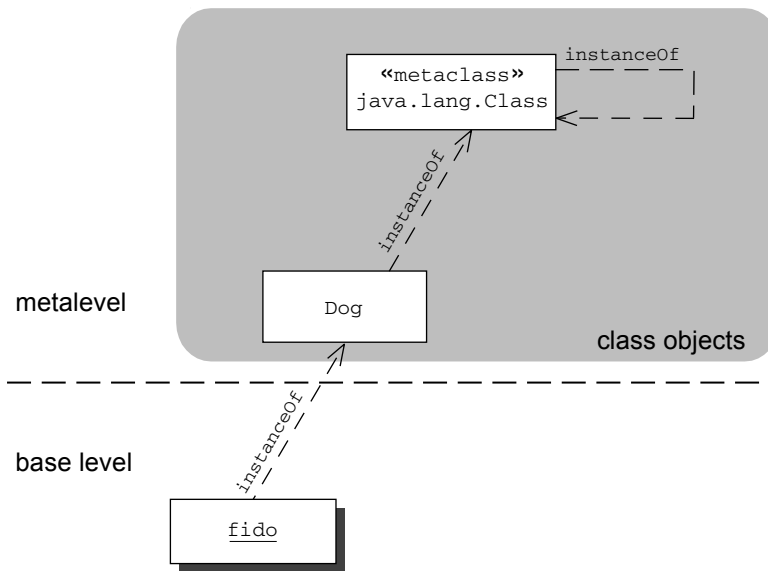 instanceOf
«metaclass»
java.lang.Class
instanceOf
Dog
metalevel
class objects
instanceOf
base level
fido